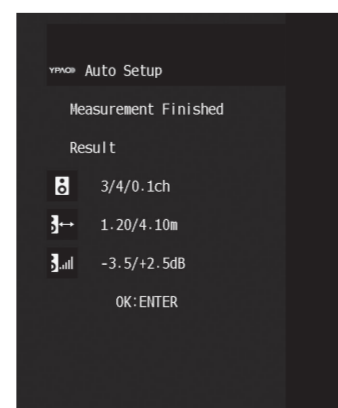 YPAO Auto Setup
Measurement Finished
Result
3/4/0.1ch
1.20/4.10m
-3.5/+2.5dB
OK:ENTER